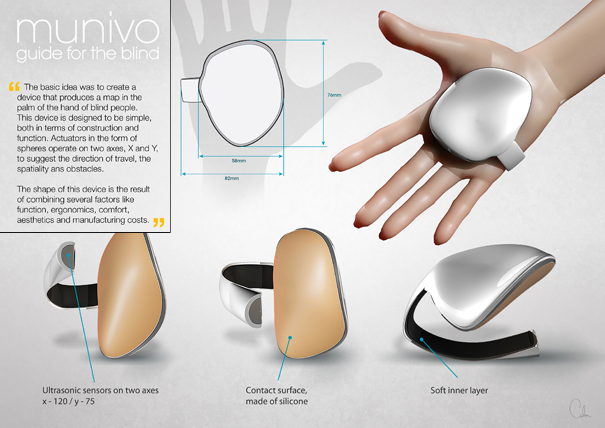 munivo
guide for the blind
“ The basic idea was to create a
device that produces a map in the
palm of the hand of blind people.
This device is designed to be simple,
both in terms of construction and
function. Actuators in the form of
spheres operate on two axes, X and Y,
to suggest the direction of travel, the
spatiality ans obstacles.
The shape of this device is the result
of combining several factors like
function, ergonomics, comfort,
aesthetics and manufacturing costs. ”
76mm
58mm
82mm
Ultrasonic sensors on two axes
x - 120 / y - 75
Contact surface,
made of silicone
Soft inner layer